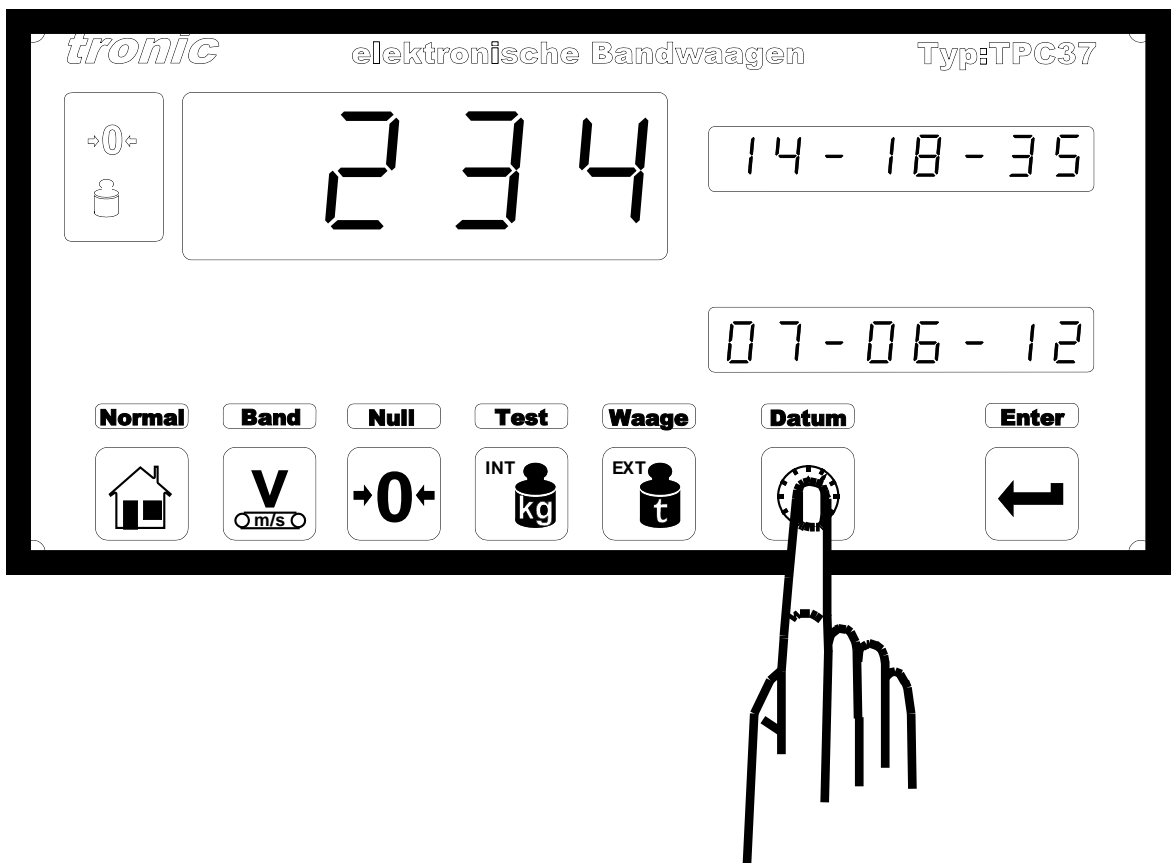 tronic elektronische Bandwaagen Typ:TPC37
→0←
234
14-18-35
07-06-12
Normal Band Null Test Waage Datum Enter
V m/s →0← INT kg EXT t